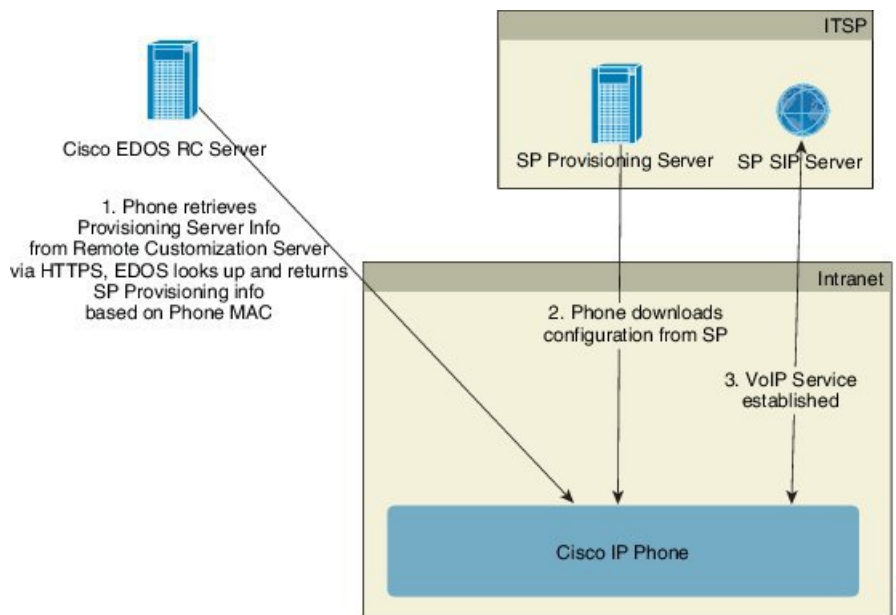 ITSP
Cisco EDOS RC Server
SP Provisioning Server
SP SIP Server
1. Phone retrieves
Provisioning Server Info
from Remote Customization Server
via HTTPS, EDOS looks up and returns
SP Provisioning info
based on Phone MAC
Intranet
2. Phone downloads
configuration from SP
3. VoIP Service
established
Cisco IP Phone